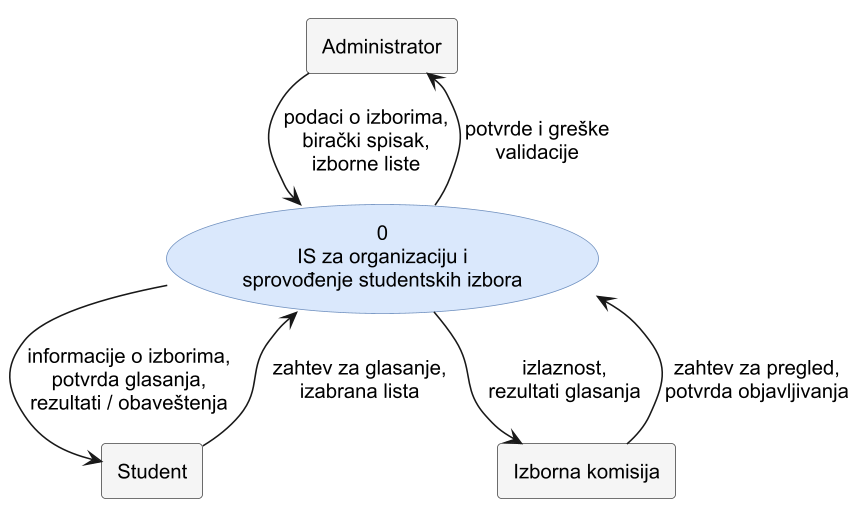 Administrator
podaci o izborima,
birački spisak,
izborne liste
potvrde i greške
validacije
0
IS za organizaciju i
sprovođenje studentskih izbora
informacije o izborima,
potvrda glasanja,
rezultati / obaveštenja
zahtev za glasanje,
izabrana lista
izlaznost,
rezultati glasanja
zahtev za pregled,
potvrda objavljivanja
Student
Izborna komisija